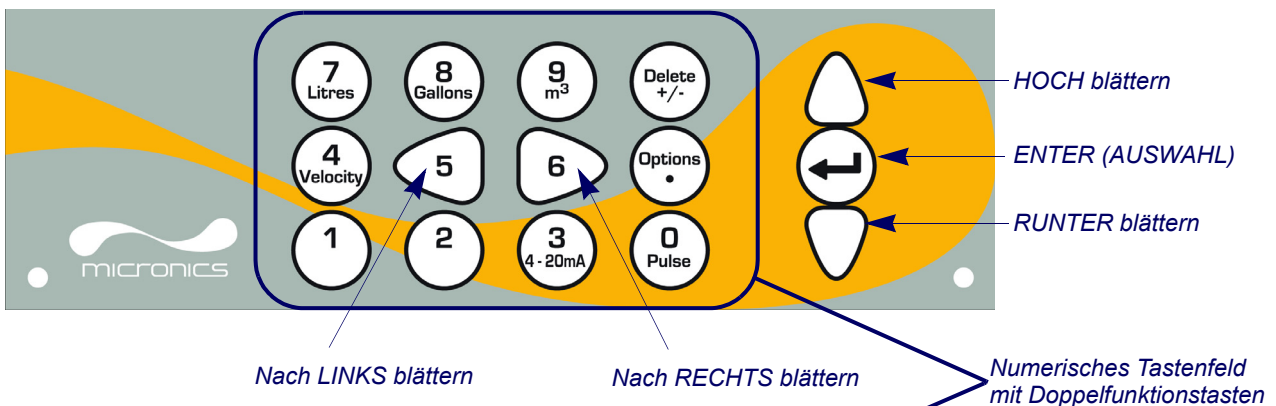 7 8 9 Delete
Litres Gallons m³ +/-
HOCH blättern
4 5 6 Options
Velocity •
ENTER (AUSWAHL)
1 2 3 0
4 - 20mA Pulse
RUNTER blättern
micronics
Nach LINKS blättern
Nach RECHTS blättern
Numerisches Tastenfeld
mit Doppelfunktionstasten